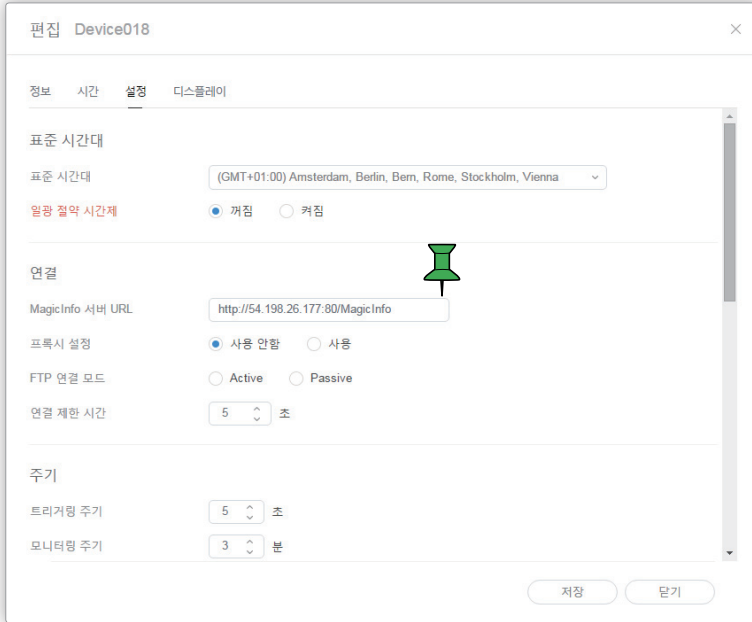 편집 Device018
정보 시간 설정 디스플레이
표준 시간대
표준 시간대 (GMT+01:00) Amsterdam, Berlin, Bern, Rome, Stockholm, Vienna
일광 절약 시간제 꺼짐 켜짐
연결
MagicInfo 서버 URL http://54.198.26.177:80/MagicInfo
프록시 설정 사용 안함 사용
FTP 연결 모드 Active Passive
연결 제한 시간 5 초
주기
트리거링 주기 5 초
모니터링 주기 3 분
저장 닫기